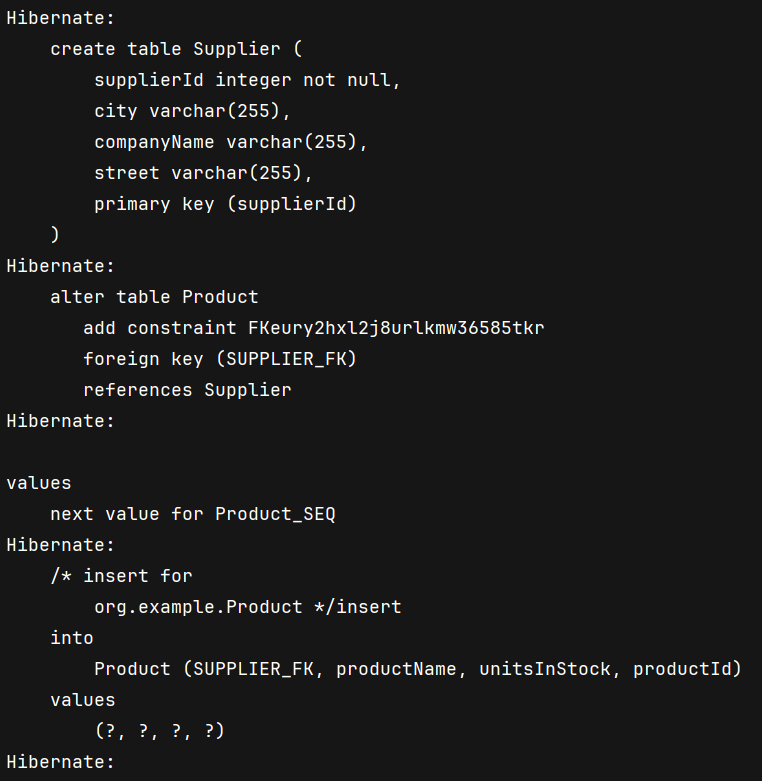 Hibernate:
    create table Supplier (
        supplierId integer not null,
        city varchar(255),
        companyName varchar(255),
        street varchar(255),
        primary key (supplierId)
    )
Hibernate:
    alter table Product
       add constraint FKeury2hxl2j8urlkmw36585tkr
       foreign key (SUPPLIER_FK)
       references Supplier
Hibernate:

values
    next value for Product_SEQ
Hibernate:
    /* insert for
        org.example.Product */insert
    into
        Product (SUPPLIER_FK, productName, unitsInStock, productId)
    values
        (?, ?, ?, ?)
Hibernate: